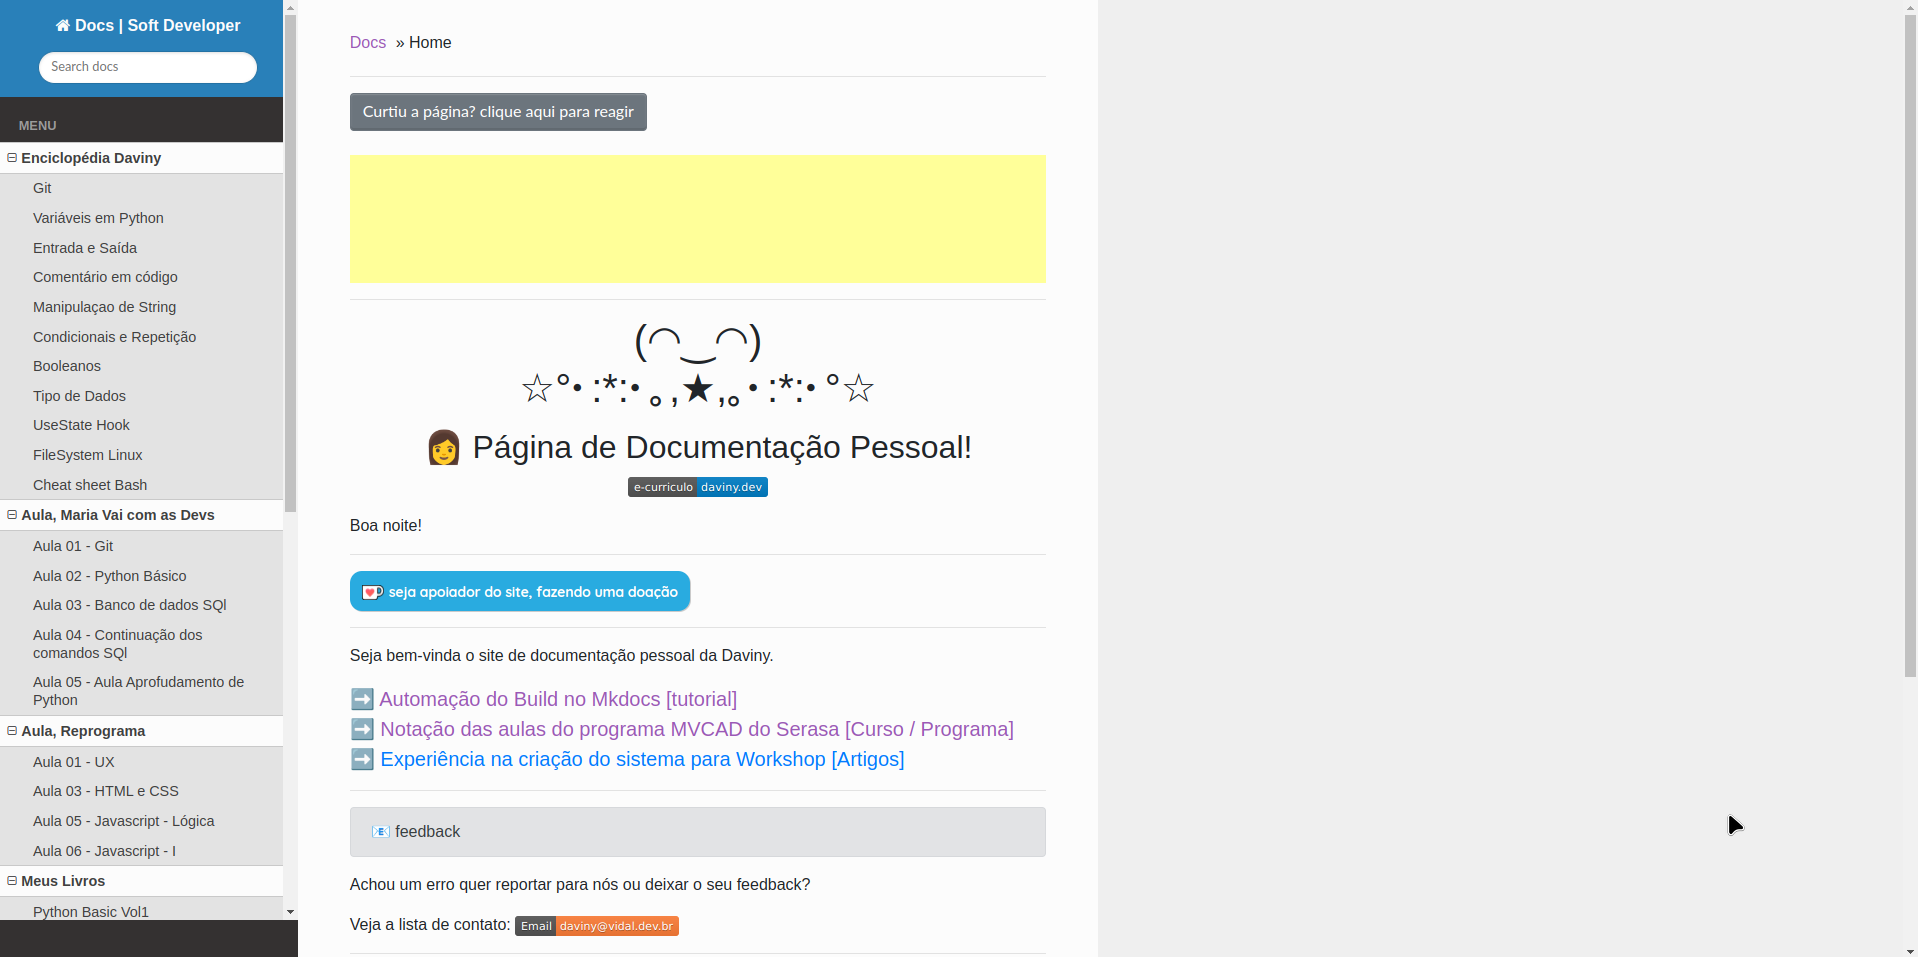 Docs | Soft Developer
Search docs
MENU
Enciclopédia Daviny
Git
Variáveis em Python
Entrada e Saída
Comentário em código
Manipulaçao de String
Condicionais e Repetição
Booleanos
Tipo de Dados
UseState Hook
FileSystem Linux
Cheat sheet Bash
Aula, Maria Vai com as Devs
Aula 01 - Git
Aula 02 - Python Básico
Aula 03 - Banco de dados SQl
Aula 04 - Continuação dos
comandos SQl
Aula 05 - Aula Aprofudamento de
Python
Aula, Reprograma
Aula 01 - UX
Aula 03 - HTML e CSS
Aula 05 - Javascript - Lógica
Aula 06 - Javascript - I
Meus Livros
Python Basic Vol1
Docs » Home
Curtiu a página? clique aqui para reagir
(◠‿◠)
☆°• :*:• 。,★,。• :*:• °☆
👩 Página de Documentação Pessoal!
e-curriculo daviny.dev
Boa noite!
seja apoiador do site, fazendo uma doação
Seja bem-vinda o site de documentação pessoal da Daviny.
➡️ Automação do Build no Mkdocs [tutorial]
➡️ Notação das aulas do programa MVCAD do Serasa [Curso / Programa]
➡️ Experiência na criação do sistema para Workshop [Artigos]
📧 feedback
Achou um erro quer reportar para nós ou deixar o seu feedback?
Veja a lista de contato: Email daviny@vidal.dev.br